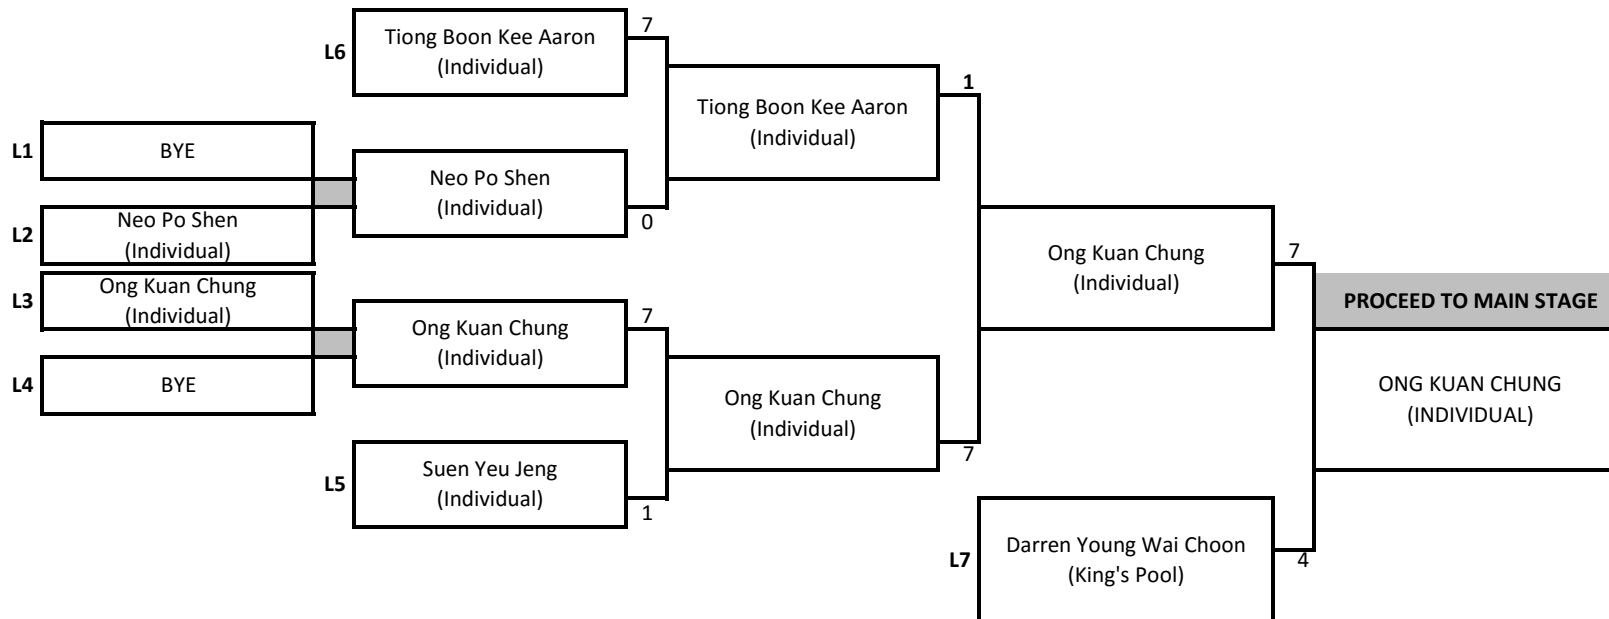 L6
Tiong Boon Kee Aaron
(Individual)
7
L1
BYE
Neo Po Shen
(Individual)
0
L2
Neo Po Shen
(Individual)
Tiong Boon Kee Aaron
(Individual)
1
L3
Ong Kuan Chung
(Individual)
Ong Kuan Chung
(Individual)
7
L4
BYE
L5
Suen Yeu Jeng
(Individual)
1
Ong Kuan Chung
(Individual)
7
Ong Kuan Chung
(Individual)
7
L7
Darren Young Wai Choon
(King's Pool)
4
PROCEED TO MAIN STAGE
ONG KUAN CHUNG
(INDIVIDUAL)